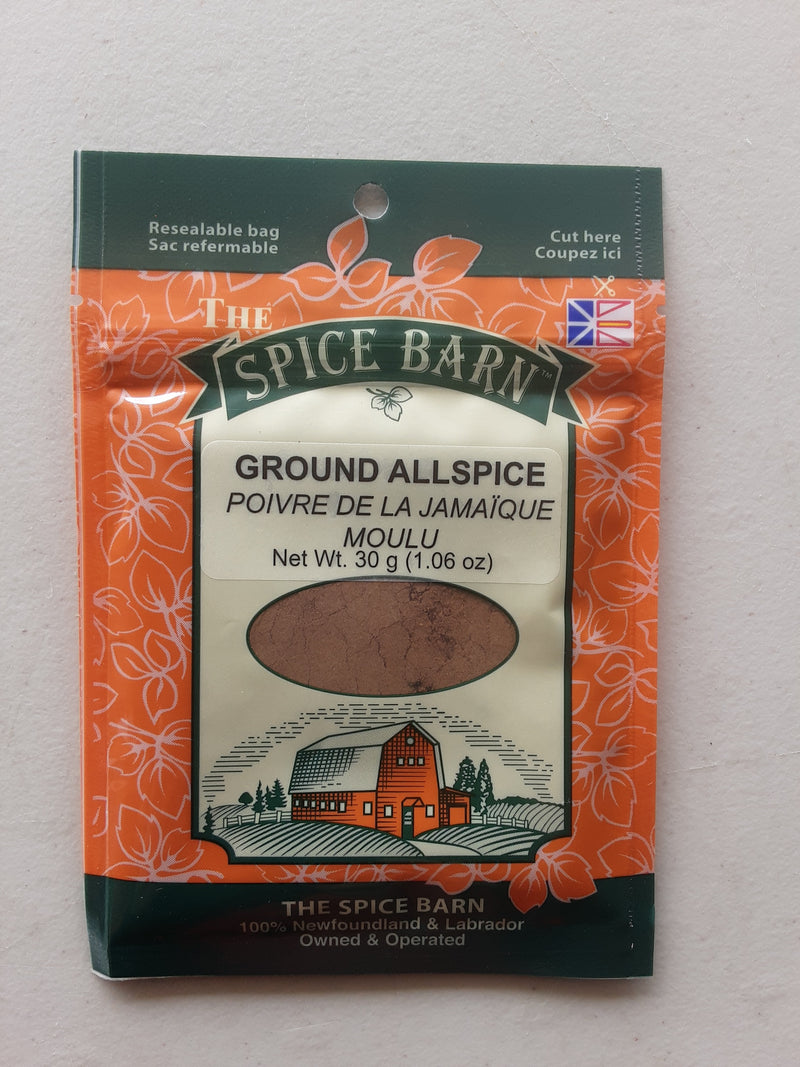 Resealable bag
Sac refermable
Cut here
Coupez ici
THE
SPICE BARN™
GROUND ALLSPICE
POIVRE DE LA JAMAÏQUE
MOULU
Net Wt. 30 g (1.06 oz)
THE SPICE BARN
100% Newfoundland & Labrador
Owned & Operated